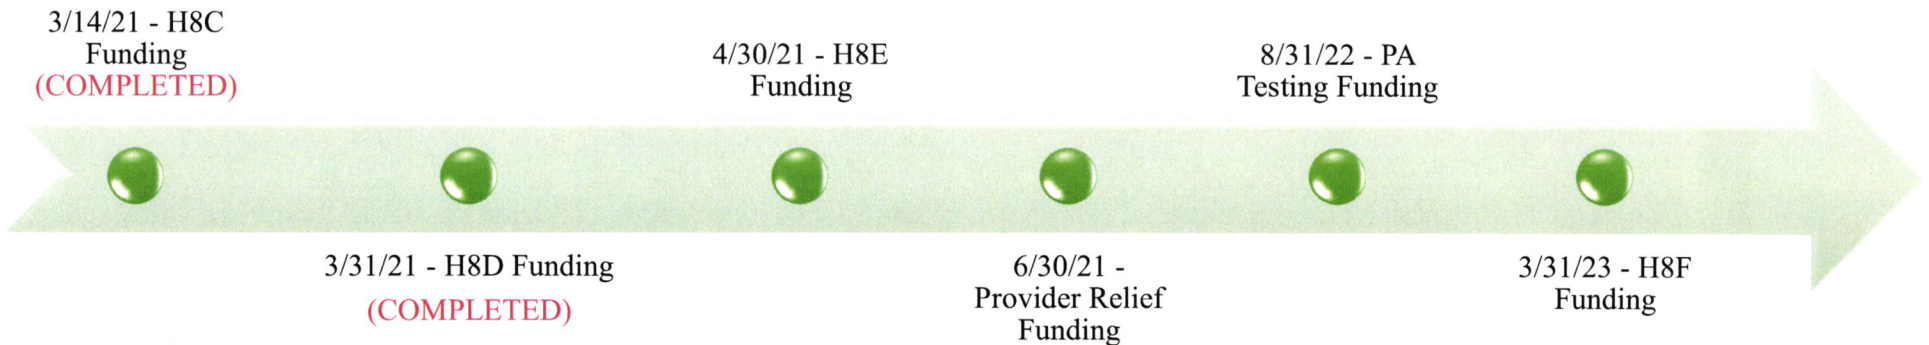 3/14/21 - H8C
Funding
(COMPLETED)
3/31/21 - H8D Funding
(COMPLETED)
4/30/21 - H8E
Funding
6/30/21 -
Provider Relief
Funding
8/31/22 - PA
Testing Funding
3/31/23 - H8F
Funding